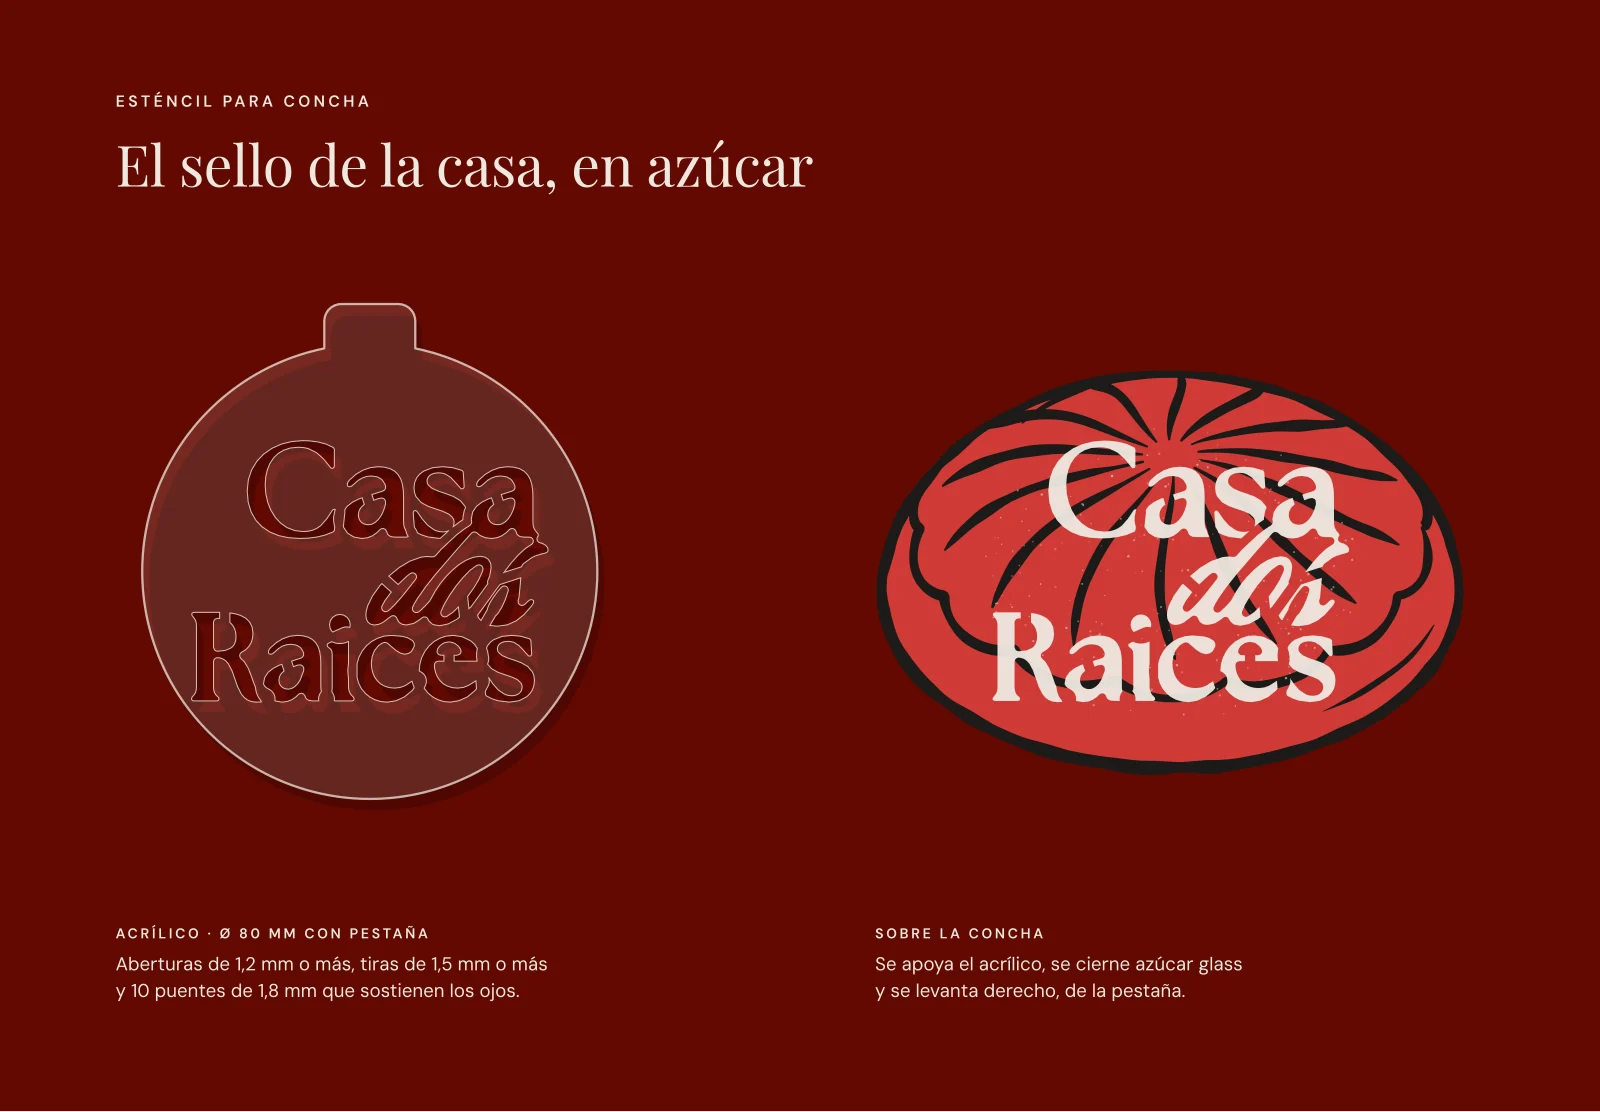 ESTÉNCIL PARA CONCHA
El sello de la casa, en azúcar
Casa
dos
Raices
Casa
dos
Raices
ACRÍLICO · Ø 80 MM CON PESTAÑA
Aberturas de 1,2 mm o más, tiras de 1,5 mm o más
y 10 puentes de 1,8 mm que sostienen los ojos.
SOBRE LA CONCHA
Se apoya el acrílico, se cierne azúcar glass
y se levanta derecho, de la pestaña.